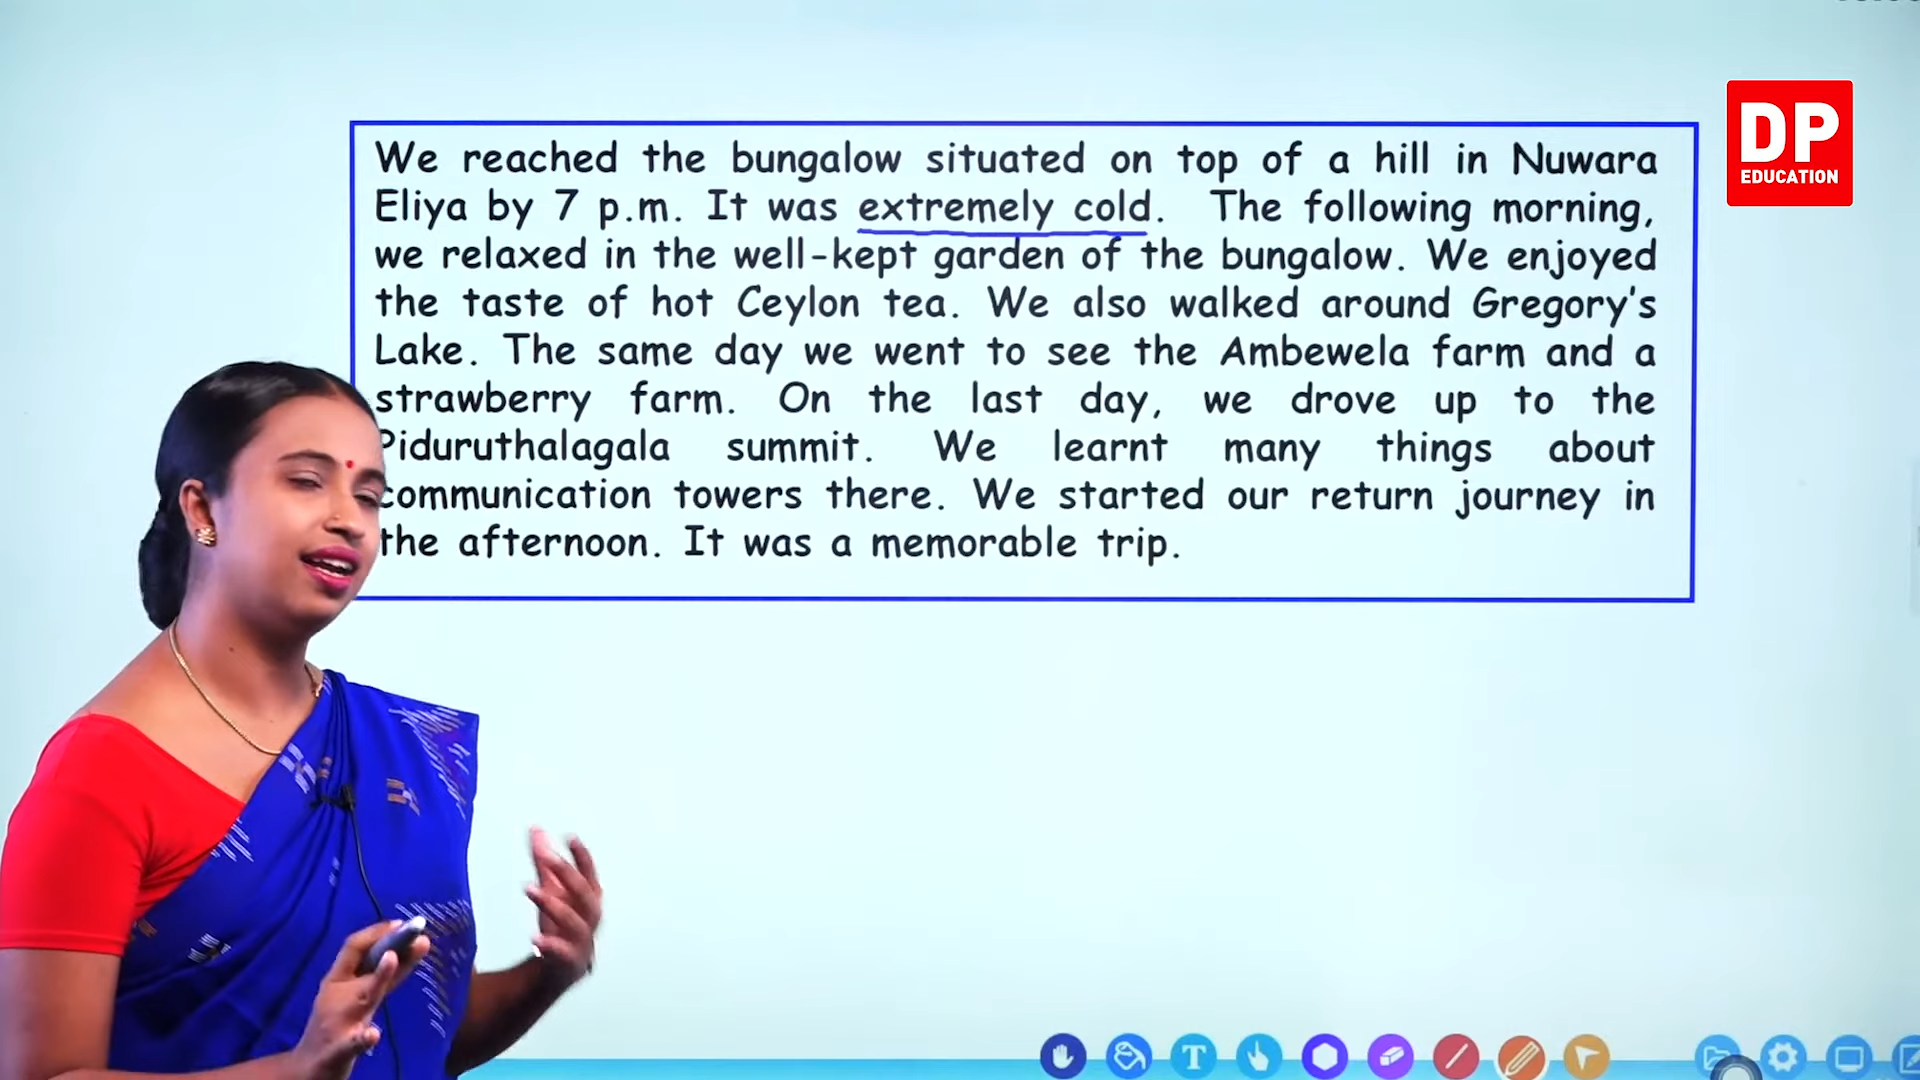 We reached the bungalow situated on top of a hill in Nuwara
Eliya by 7 p.m. It was extremely cold. The following morning,
we relaxed in the well-kept garden of the bungalow. We enjoyed
the taste of hot Ceylon tea. We also walked around Gregory's
Lake. The same day we went to see the Ambewela farm and a
strawberry farm. On the last day, we drove up to the
Piduruthalagala summit. We learnt many things about
communication towers there. We started our return journey in
the afternoon. It was a memorable trip.
DP
EDUCATION
T